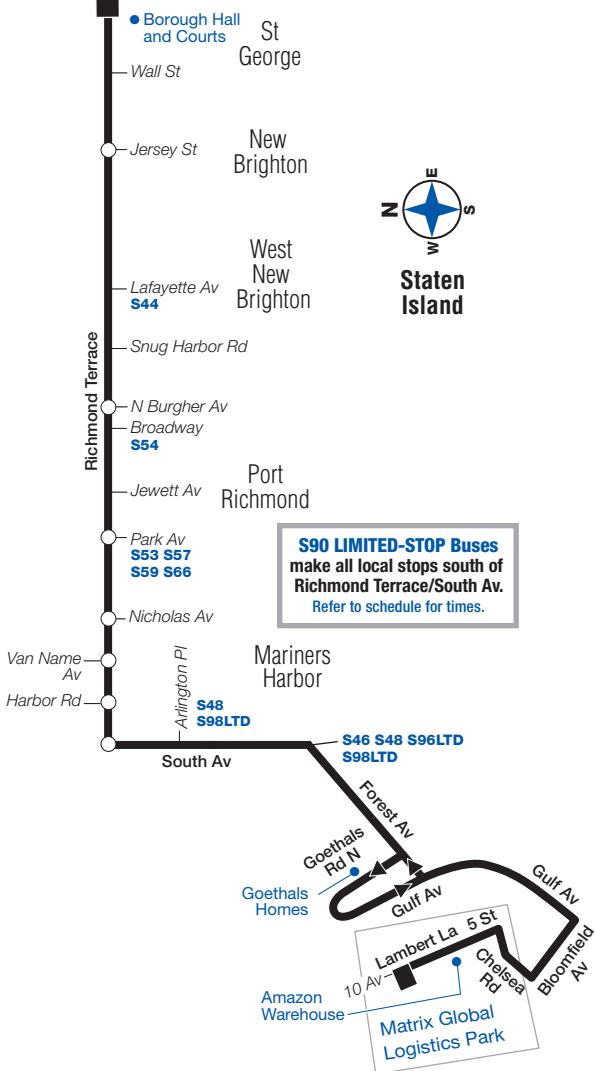 Borough Hall
and Courts
St
George
Wall St
Jersey St
New
Brighton
E
N
S
W
Staten
Island
West
New
Brighton
Lafayette Av
S44
Snug Harbor Rd
Richmond Terrace
N Burgher Av
Broadway
S54
Jewett Av
Port
Richmond
Park Av
S53 S57
S59 S66
S90 LIMITED-STOP Buses
make all local stops south of
Richmond Terrace/South Av.
Refer to schedule for times.
Nicholas Av
Van Name
Av
Harbor Rd
Mariners
Harbor
Arlington Pl
S48
S98LTD
South Av
S46 S48 S96LTD
S98LTD
Forest Av
Goethals
Rd N
Goethals
Homes
Gulf Av
Gulf Av
Bloomfield
Av
Chelsea
Rd
Lambert La 5 St
10 Av
Amazon
Warehouse
Matrix Global
Logistics Park